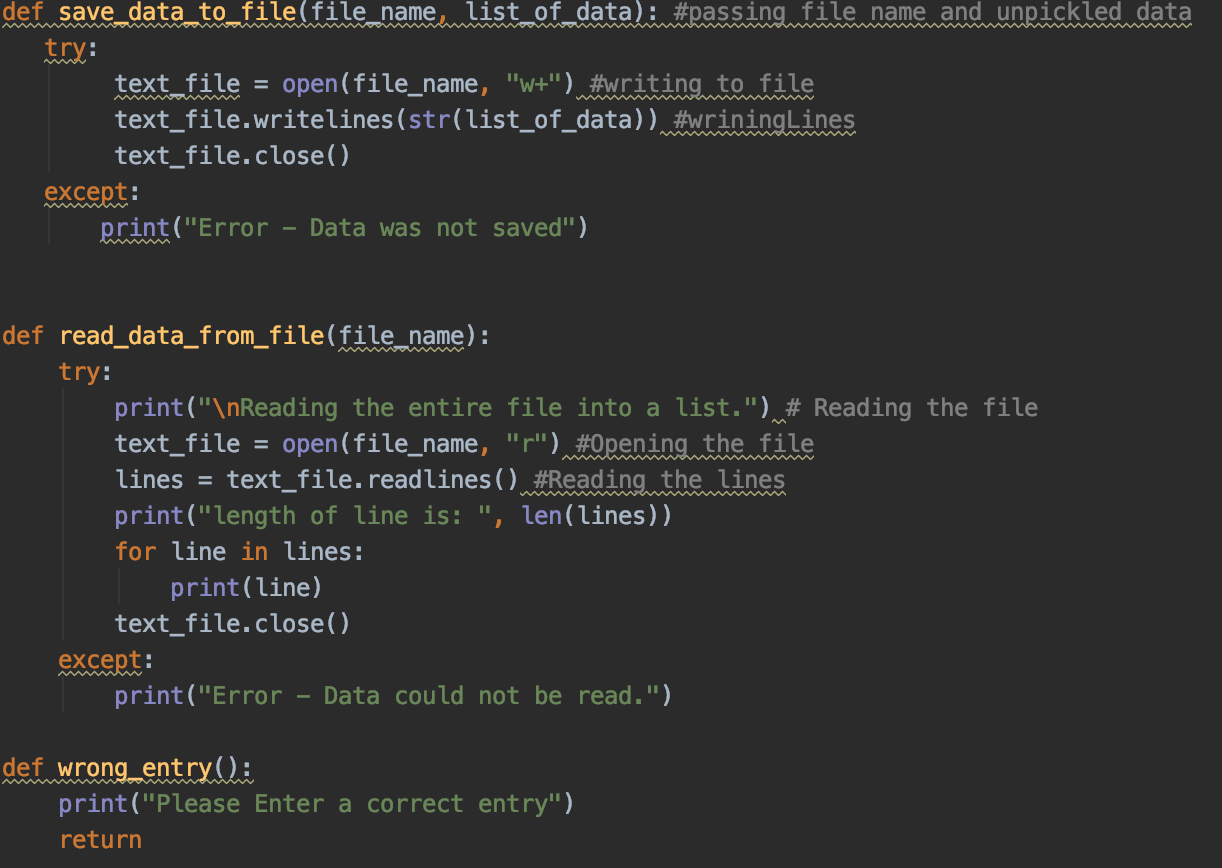 def save_data_to_file(file_name, list_of_data): #passing file name and unpickled data
   try:
        text_file = open(file_name, "w+") #writing to file
        text_file.writelines(str(list_of_data)) #wriningLines
        text_file.close()
   except:
       print("Error – Data was not saved")
def read_data_from_file(file_name):
    try:
        print("\nReading the entire file into a list.") # Reading the file
        text_file = open(file_name, "r") #Opening the file
        lines = text_file.readlines() #Reading the lines
        print("length of line is: ", len(lines))
        for line in lines:
            print(line)
        text_file.close()
    except:
        print("Error – Data could not be read.")
def wrong_entry():
    print("Please Enter a correct entry")
    return